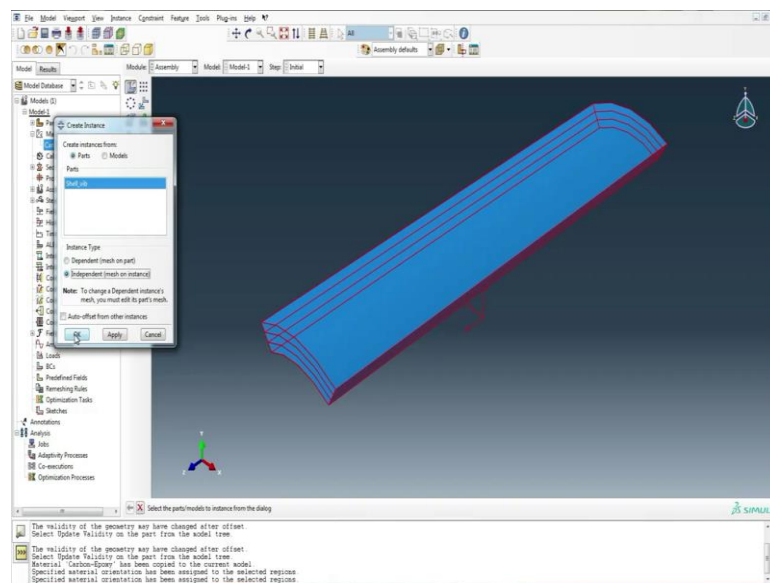 File Model Viewport View Instance Constraint Feature Tools Plug-ins Help
All
Assembly defaults
Model Results
Module: Assembly Model: Model-1 Step: Initial
Model Database
Models (1)
Model-1
Create Instance
Create instances from:
Parts Models
Parts
Shell_vib
Instance Type
Dependent (mesh on part)
Independent (mesh on instance)
Note: To change a Dependent instance's
mesh, you must edit its part's mesh.
Auto-offset from other instances
OK Apply Cancel
Loads
BCs
Predefined Fields
Remeshing Rules
Optimization Tasks
Sketches
Annotations
Analysis
Jobs
Adaptivity Processes
Co-executions
Optimization Processes
Select the parts/models to instance from the dialog
SIMUL
The validity of the geometry may have changed after offset.
Select Update Validity on the part from the model tree.
The validity of the geometry may have changed after offset.
Select Update Validity on the part from the model tree.
Material 'Carbon-Epoxy' has been copied to the current model.
Specified material orientation has been assigned to the selected regions.
Specified material orientation has been assigned to the selected regions.